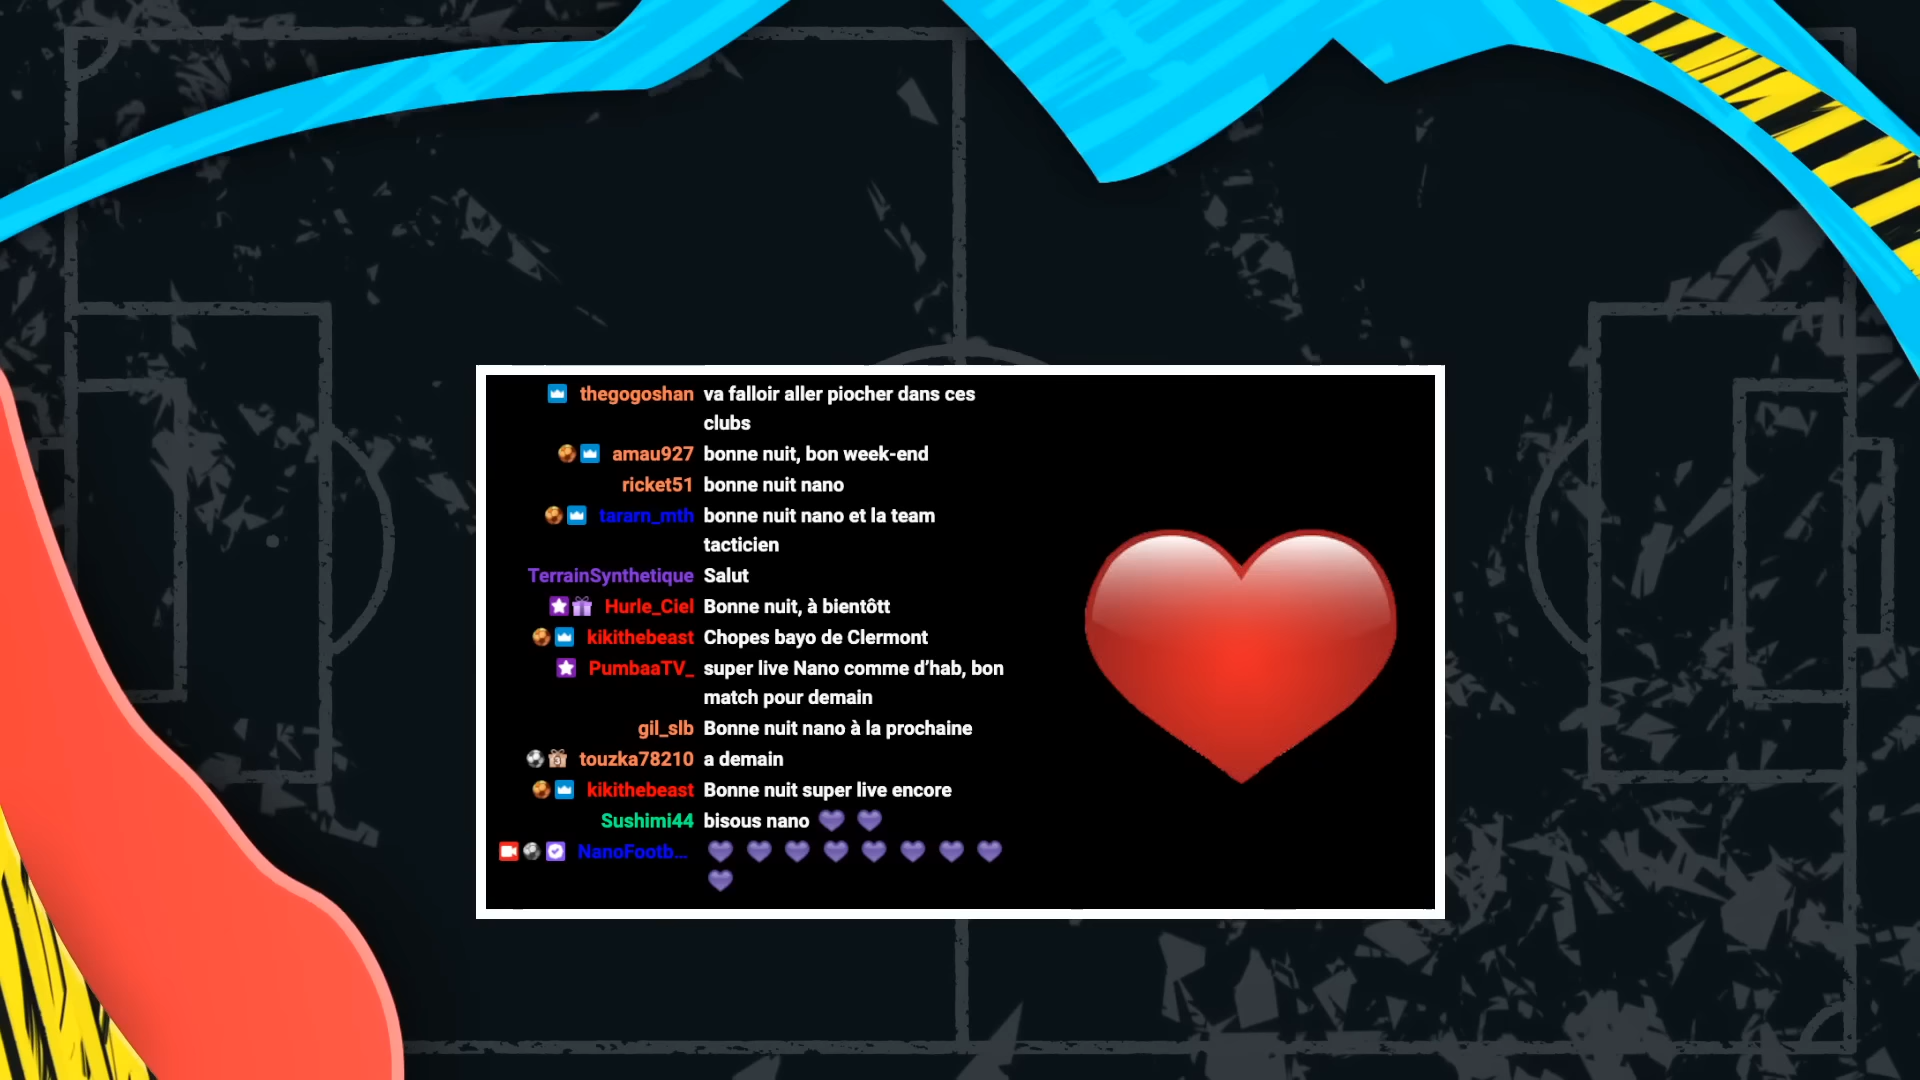 thegogoshan va falloir aller piocher dans ces
clubs
amau927 bonne nuit, bon week-end
ricket51 bonne nuit nano
tararn_mth bonne nuit nano et la team
tacticien
TerrainSynthetique Salut
Hurle_Ciel Bonne nuit, à bientôtt
kikithebeast Chopes bayo de Clermont
PumbaaTV_ super live Nano comme d’hab, bon
match pour demain
gil_slb Bonne nuit nano à la prochaine
3 touzka78210 a demain
kikithebeast Bonne nuit super live encore
Sushimi44 bisous nano 💜 💜
NanoFootb... 💜 💜 💜 💜 💜 💜 💜 💜
💜